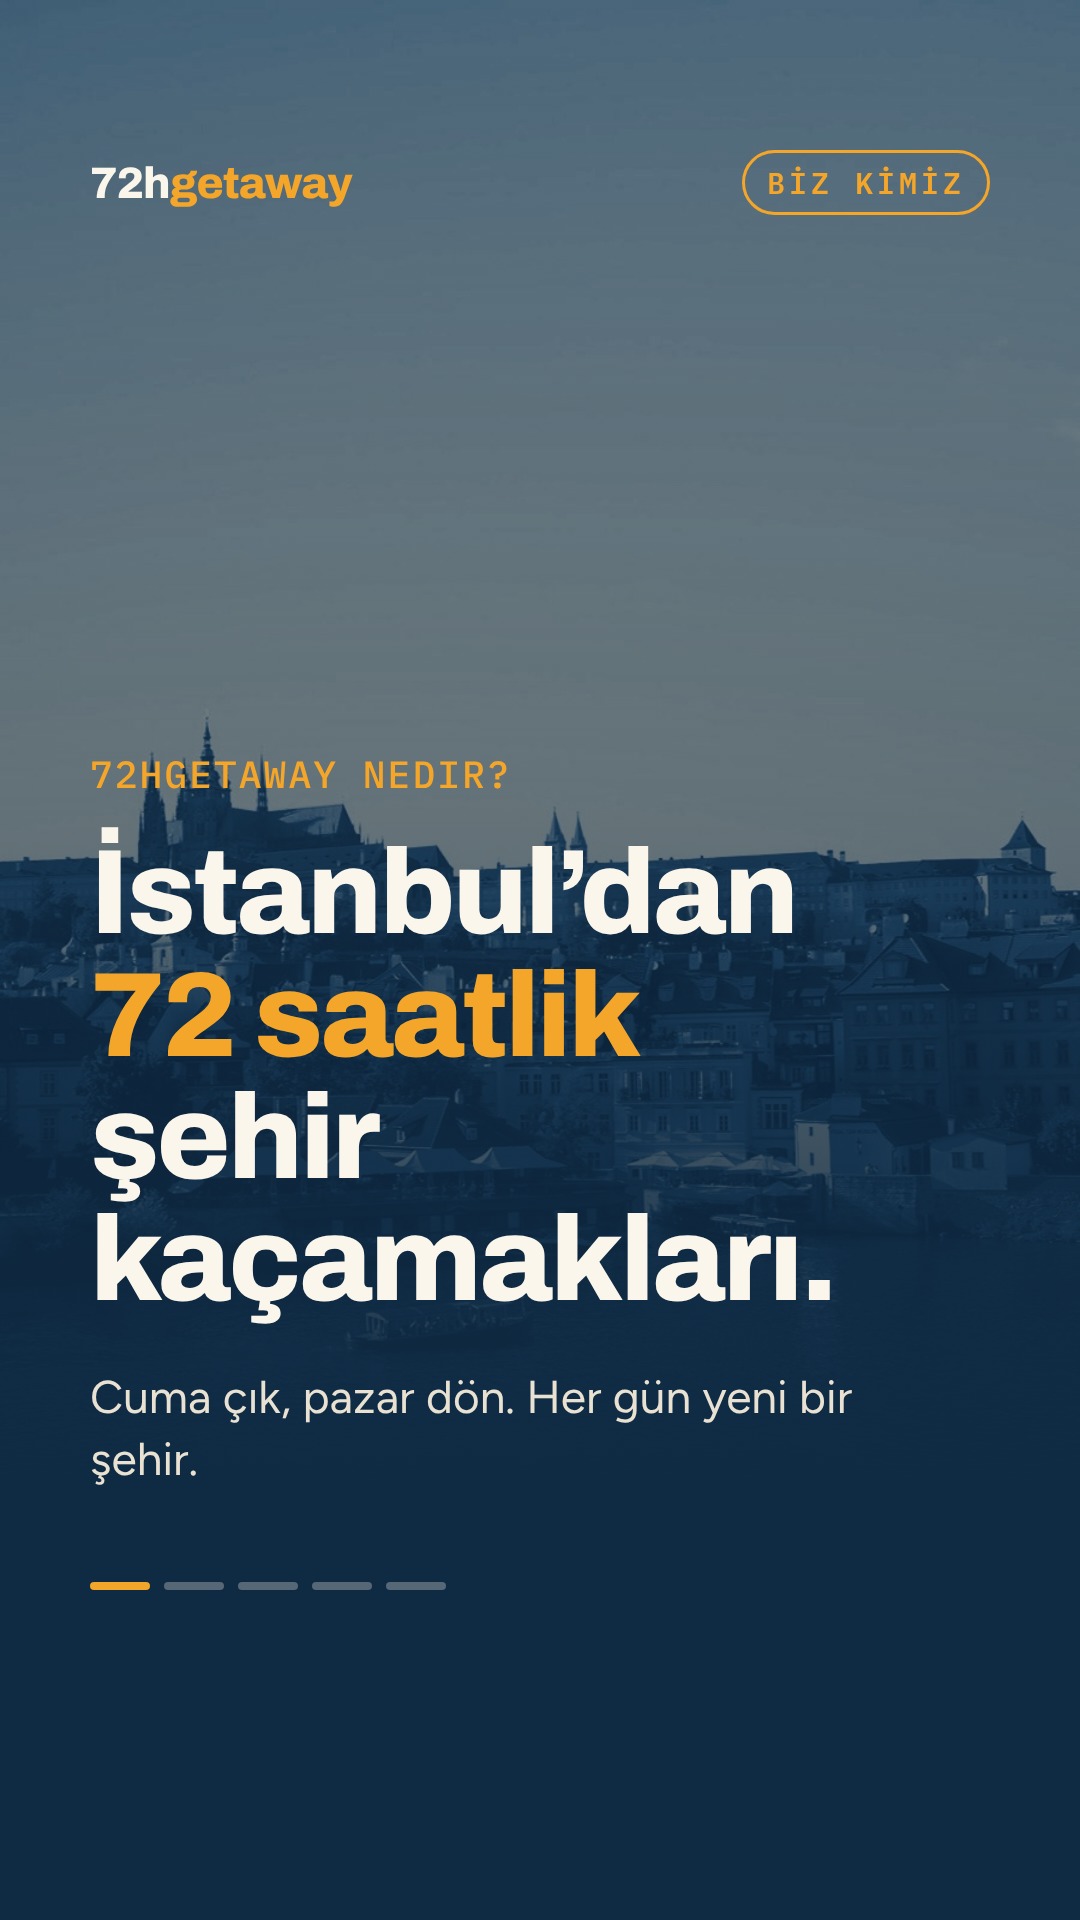 72hgetaway
BİZ KİMİZ
72HGETAWAY NEDIR?
İstanbul’dan
72 saatlik
şehir
kaçamakları.
Cuma çık, pazar dön. Her gün yeni bir
şehir.